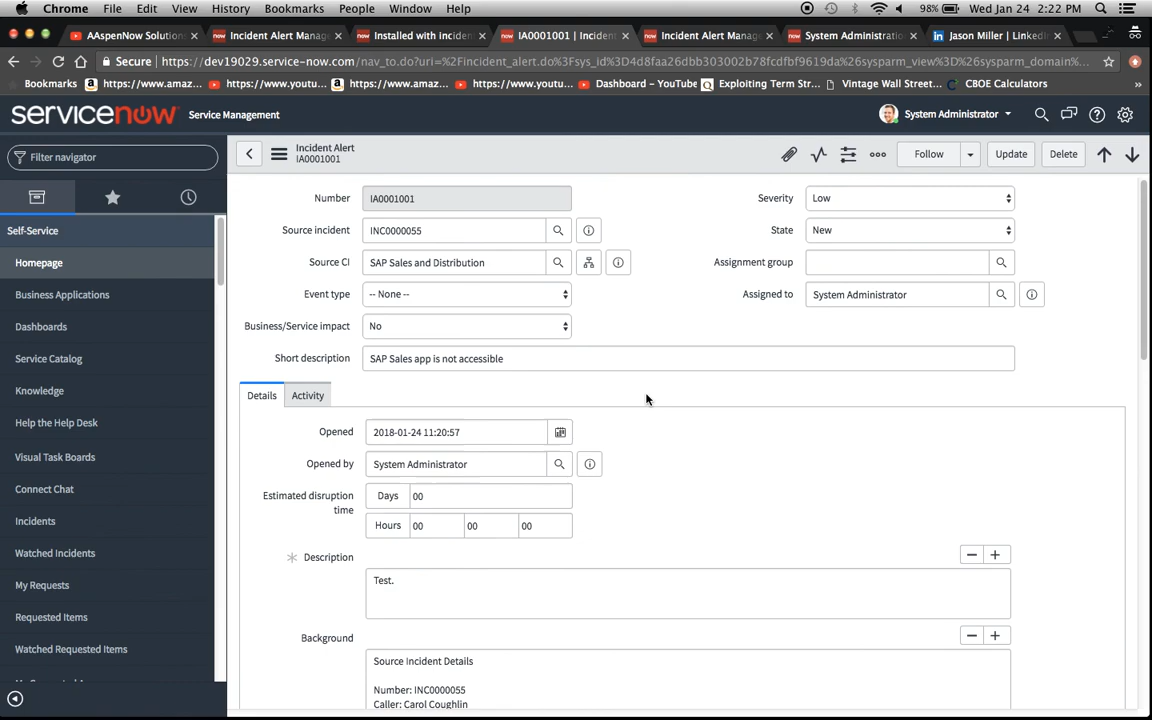 Chrome File Edit View History Bookmarks People Window Help 98% Wed Jan 24 2:22 PM
AAspenNow Solution
Incident Alert Manage
Installed with inciden
IA0001001 | Incident
Incident Alert Manage
System Administration
Jason Miller | LinkedI
Secure https://dev19029.service-now.com/nav_to.do?uri=%2Fincident_alert.do%3Fsys_id%3D4d8faa26dbb303002b78fcdfbf9619da%26sysparm_view%3D%26sysparm_domain%...
Bookmarks https://www.amaz... https://www.youtu... https://www.amaz... https://www.youtu... Dashboard – YouTube Exploiting Term Str... Vintage Wall Street... CBOE Calculators »
servicenow Service Management System Administrator
Filter navigator
Self-Service
Homepage
Business Applications
Dashboards
Service Catalog
Knowledge
Help the Help Desk
Visual Task Boards
Connect Chat
Incidents
Watched Incidents
My Requests
Requested Items
Watched Requested Items
Incident Alert
IA0001001
Follow Update Delete
Number IA0001001
Severity Low
Source incident INC0000055
State New
Source CI SAP Sales and Distribution
Assignment group
Event type -- None --
Assigned to System Administrator
Business/Service impact No
Short description SAP Sales app is not accessible
Details Activity
Opened 2018-01-24 11:20:57
Opened by System Administrator
Estimated disruption
time
Days 00
Hours 00 00 00
Description
Test.
Background
Source Incident Details
Number: INC0000055
Caller: Carol Coughlin